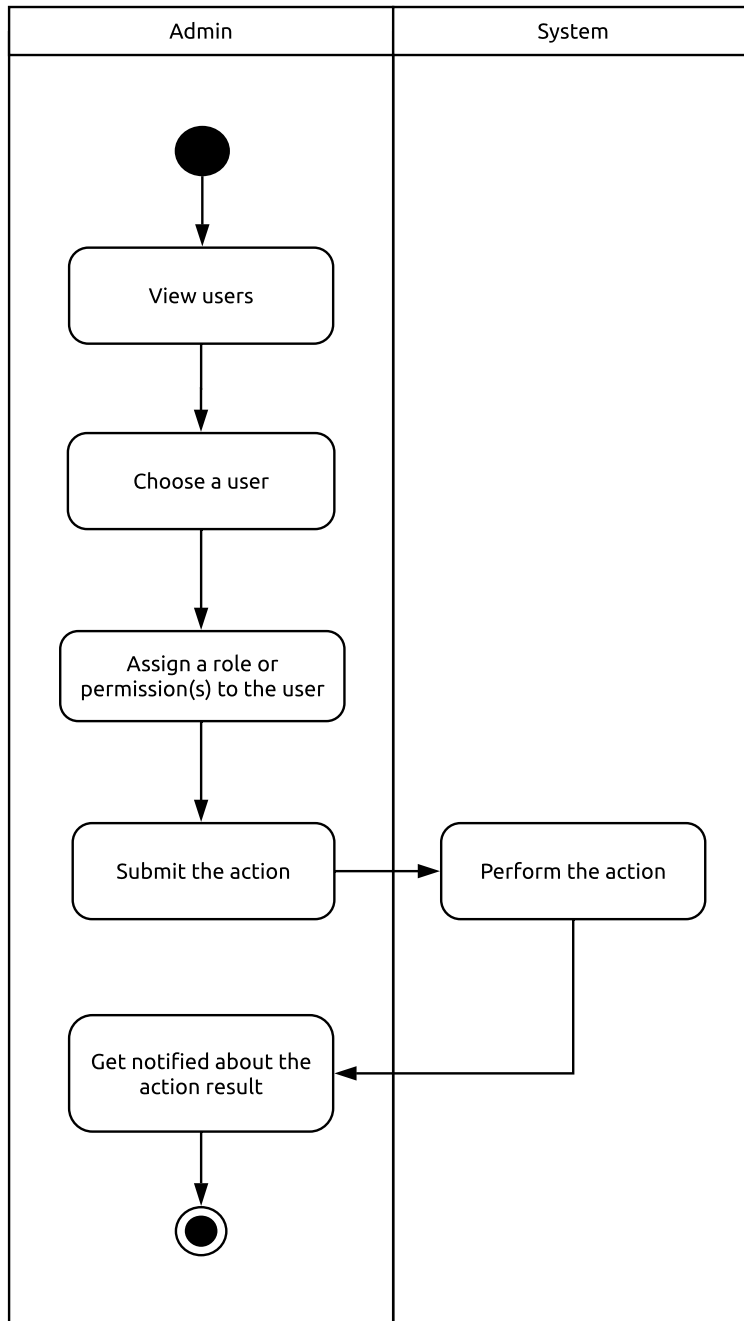 Admin
System
View users
Choose a user
Assign a role or
permission(s) to the user
Submit the action
Perform the action
Get notified about the
action result